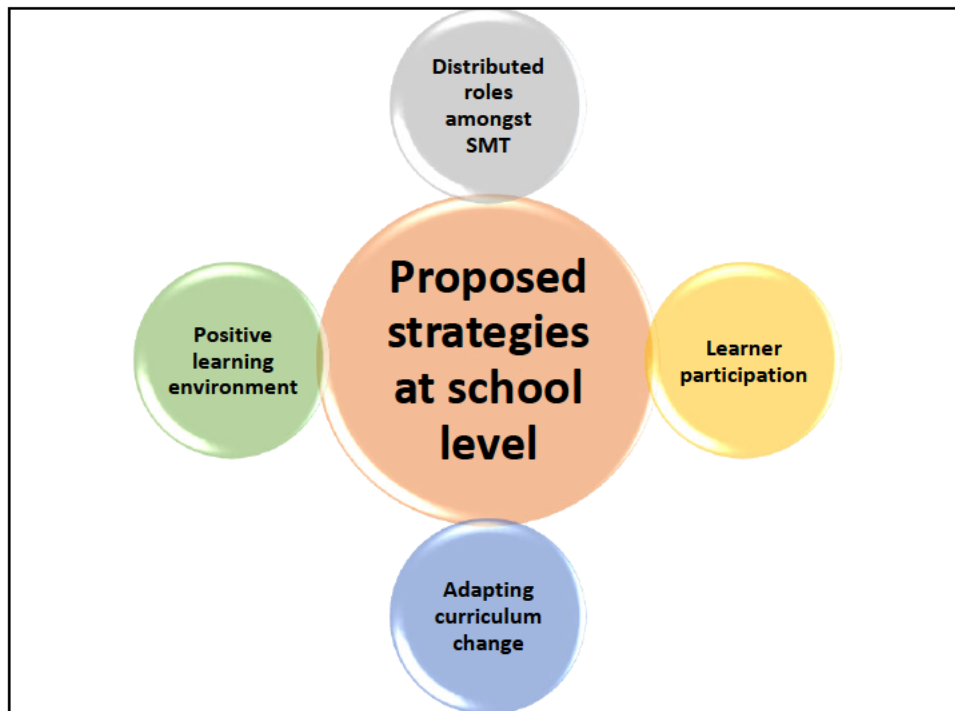 Distributed
roles
amongst
SMT
Proposed
strategies
at school
level
Positive
learning
environment
Learner
participation
Adapting
curriculum
change